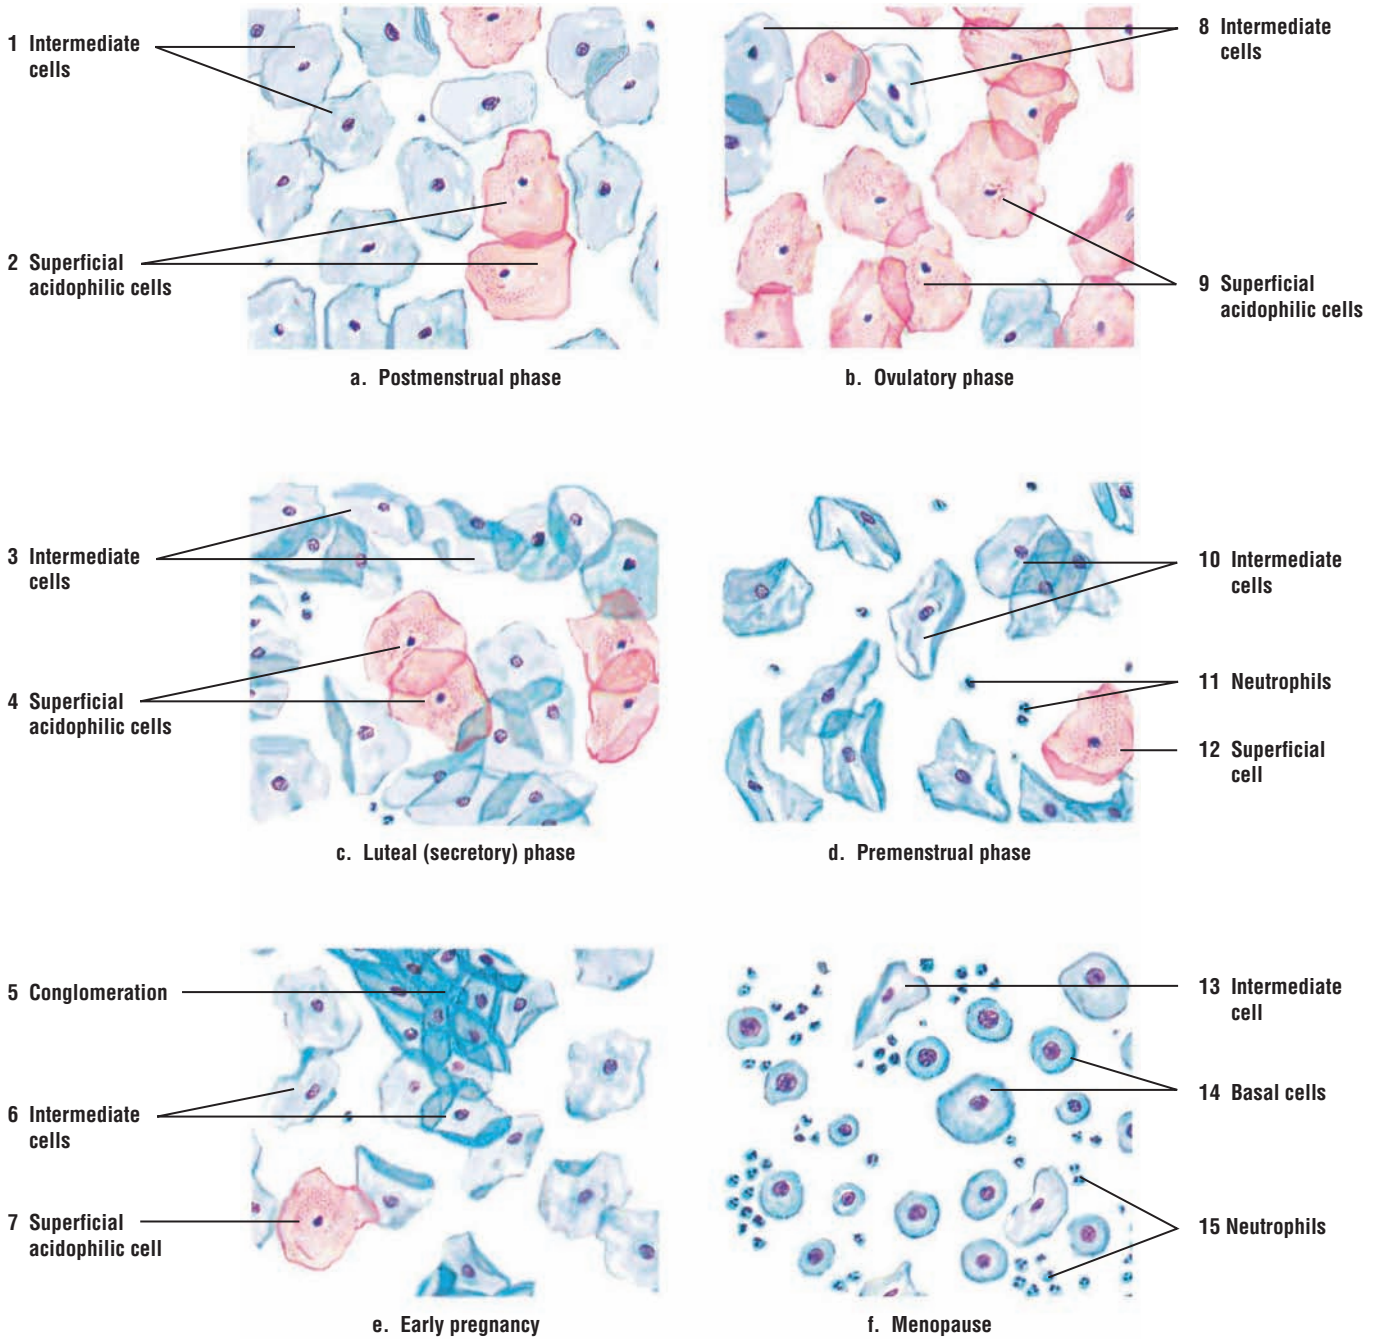 1 Intermediate
cells
2 Superficial
acidophilic cells
8 Intermediate
cells
9 Superficial
acidophilic cells
a. Postmenstrual phase
b. Ovulatory phase
3 Intermediate
cells
4 Superficial
acidophilic cells
10 Intermediate
cells
11 Neutrophils
12 Superficial
cell
c. Luteal (secretory) phase
d. Premenstrual phase
5 Conglomeration
6 Intermediate
cells
7 Superficial
acidophilic cell
13 Intermediate
cell
14 Basal cells
15 Neutrophils
e. Early pregnancy
f. Menopause